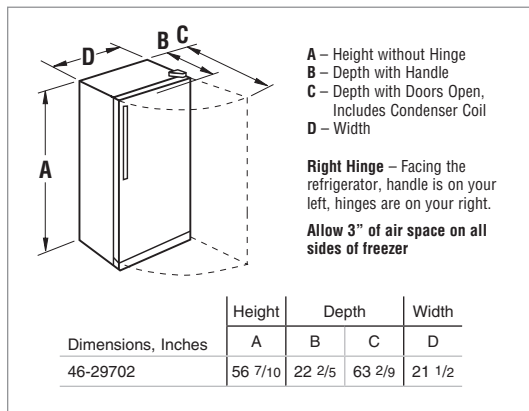 D
B
C
A
A – Height without Hinge
B – Depth with Handle
C – Depth with Doors Open,
Includes Condenser Coil
D – Width
Right Hinge – Facing the
refrigerator, handle is on your
left, hinges are on your right.
Allow 3" of air space on all
sides of freezer
Height Depth Width
Dimensions, Inches A B C D
46-29702 56 7/10 22 2/5 63 2/9 21 1/2